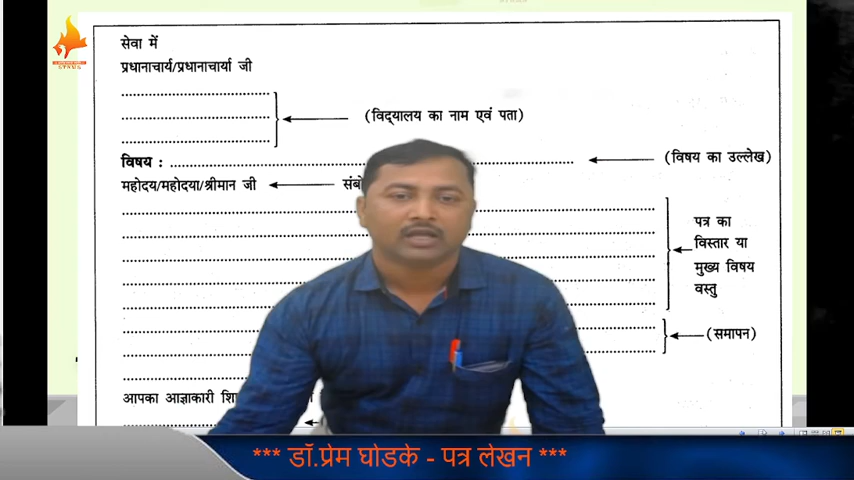 सेवा में
प्रधानाचार्य/प्रधानाचार्या जी
(विद्यालय का नाम एवं पता)
विषय : (विषय का उल्लेख)
महोदय/महोदया/श्रीमान जी
पत्र का
विस्तार या
मुख्य विषय
वस्तु
(समापन)
आपका आज्ञाकारी
*** डॉ.प्रेम घोडके - पत्र लेखन ***